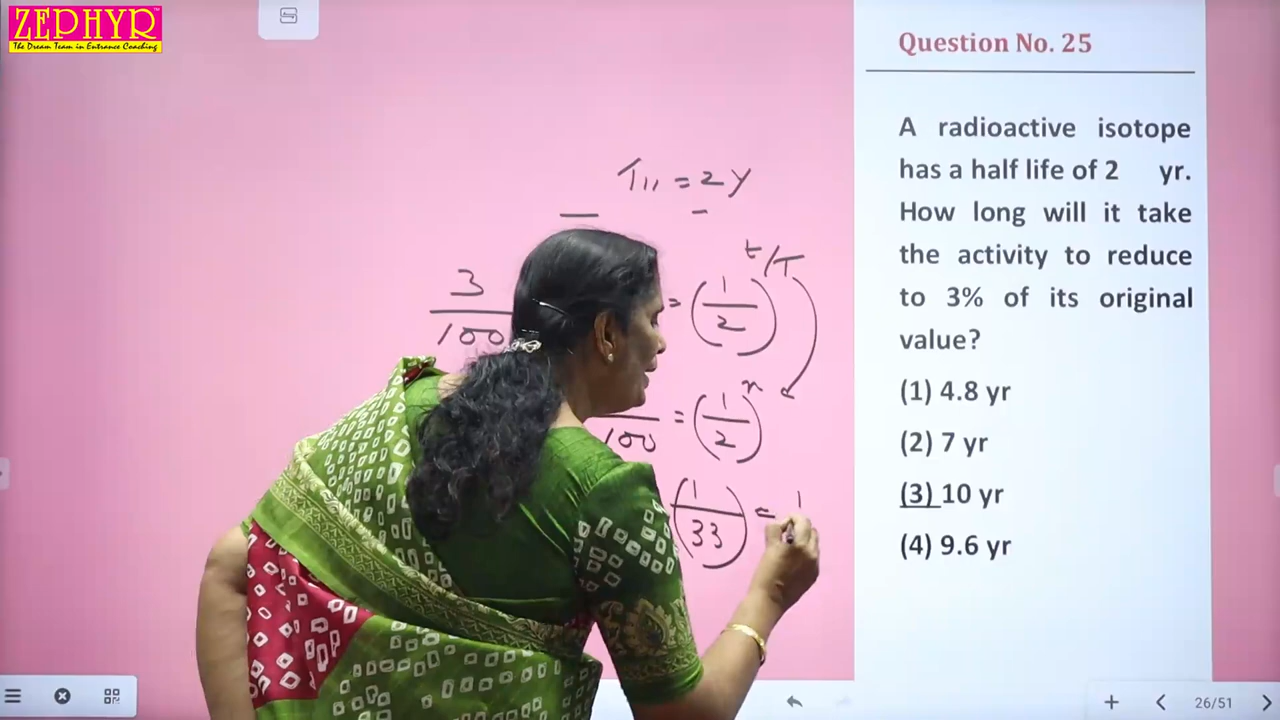 ZEPHYR™
The Dream Team in Entrance Coaching
Question No. 25
A radioactive isotope
has a half life of 2 yr.
How long will it take
the activity to reduce
to 3% of its original
value?
(1) 4.8 yr
(2) 7 yr
(3) 10 yr
(4) 9.6 yr
= 2 y
3
100
= (1/2)^t/T
100 = (1/2)^n
(1/33) = 1
26/51